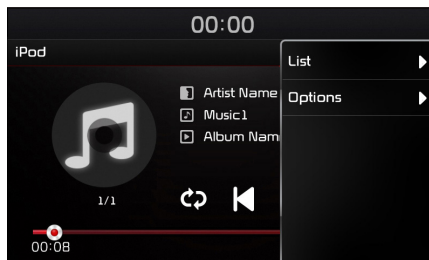 00:00
iPod
List
Options
Artist Name
Music1
Album Nam
1/1
00:08